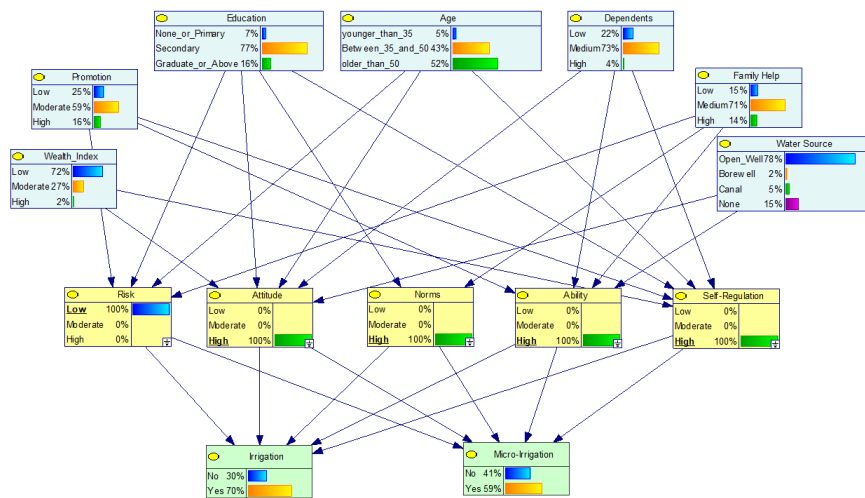 Education
None_or_Primary 7%
Secondary 77%
Graduate_or_Above 16%
Age
younger_than_35 5%
Between_35_and_50 43%
older_than_50 52%
Dependents
Low 22%
Medium 73%
High 4%
Promotion
Low 25%
Moderate 59%
High 16%
Family Help
Low 15%
Medium 71%
High 14%
Wealth_Index
Low 72%
Moderate 27%
High 2%
Water Source
Open_Well 78%
Borewell 2%
Canal 5%
None 15%
Risk
Low 100%
Moderate 0%
High 0%
Attitude
Low 0%
Moderate 0%
High 100%
Norms
Low 0%
Moderate 0%
High 100%
Ability
Low 0%
Moderate 0%
High 100%
Self-Regulation
Low 0%
Moderate 0%
High 100%
Irrigation
No 30%
Yes 70%
Micro-Irrigation
No 41%
Yes 59%